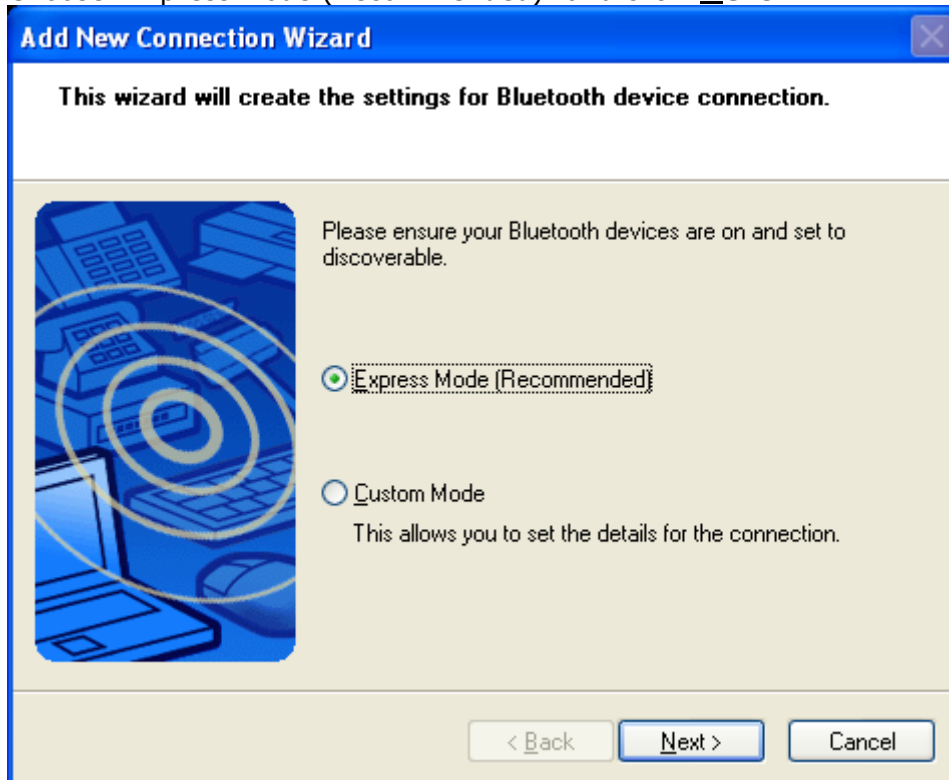 Add New Connection Wizard
This wizard will create the settings for Bluetooth device connection.
Please ensure your Bluetooth devices are on and set to
discoverable.
Express Mode (Recommended)
Custom Mode
This allows you to set the details for the connection.
< Back Next > Cancel